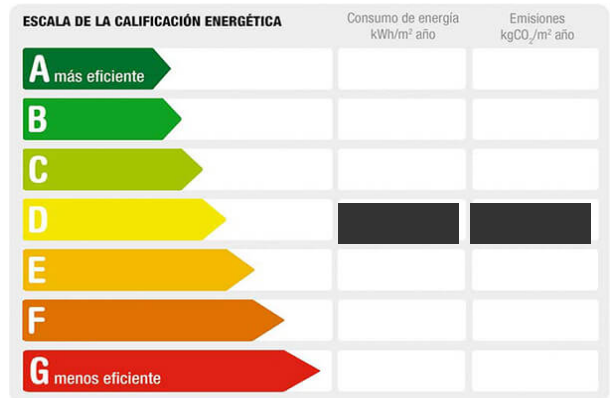 ESCALA DE LA CALIFICACIÓN ENERGÉTICA
Consumo de energía
kWh/m² año
Emisiones
kgCO₂/m² año
A más eficiente
B
C
D
E
F
G menos eficiente